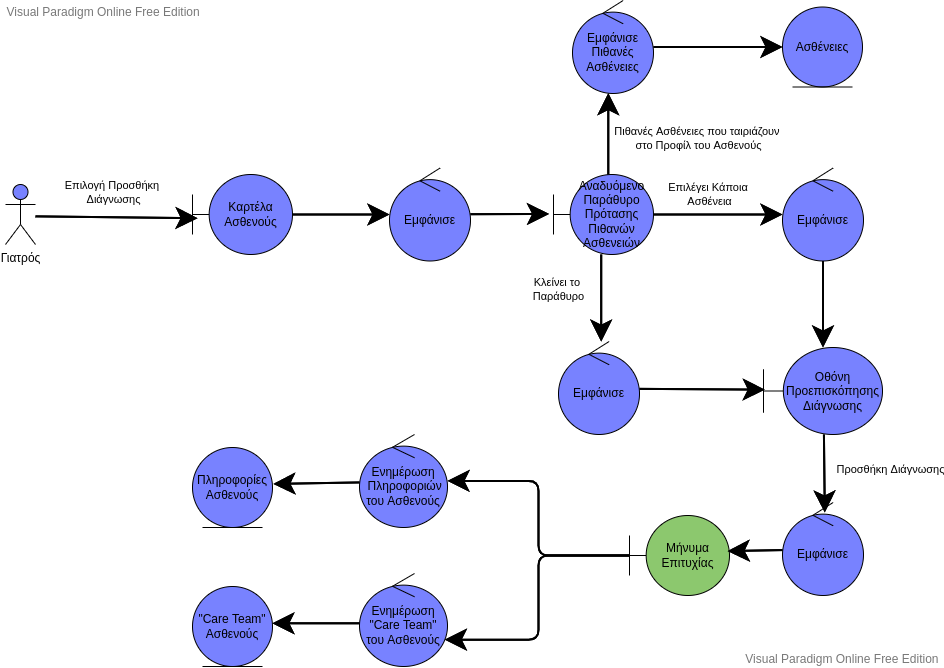 Visual Paradigm Online Free Edition
Εμφάνισε
Πιθανές
Ασθένειες
Ασθένειες
Πιθανές Ασθένειες που ταιριάζουν
στο Προφίλ του Ασθενούς
Επιλογή Προσθήκη
Διάγνωσης
Γιατρός
Καρτέλα
Ασθενούς
Εμφάνισε
Αναδυόμενο
Παράθυρο
Πρότασης
Πιθανών
Ασθενειών
Επιλέγει Κάποια
Ασθένεια
Εμφάνισε
Κλείνει το
Παράθυρο
Εμφάνισε
Οθόνη
Προεπισκόπησης
Διάγνωσης
Προσθήκη Διάγνωσης
Πληροφορίες
Ασθενούς
Ενημέρωση
Πληροφοριών
του Ασθενούς
Μήνυμα
Επιτυχίας
Εμφάνισε
"Care Team"
Ασθενούς
Ενημέρωση
"Care Team"
του Ασθενούς
Visual Paradigm Online Free Edition